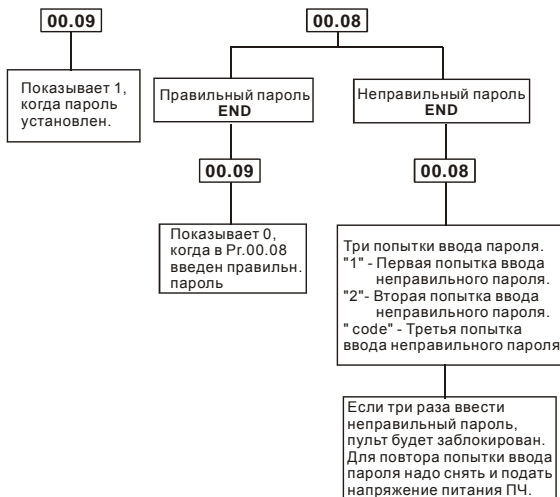 00.09
Показывает 1,
когда пароль
установлен.
00.08
Правильный пароль
END
00.09
Показывает 0,
когда в Pr.00.08
введен правильн.
пароль
Неправильный пароль
END
00.08
Три попытки ввода пароля.
"1" - Первая попытка ввода
неправильного пароля.
"2"- Вторая попытка ввода
неправильного пароля.
" code" - Третья попытка
ввода неправильного пароля
Если три раза ввести
неправильный пароль,
пульт будет заблокирован.
Для повтора попытки ввода
пароля надо снять и подать
напряжение питания ПЧ.